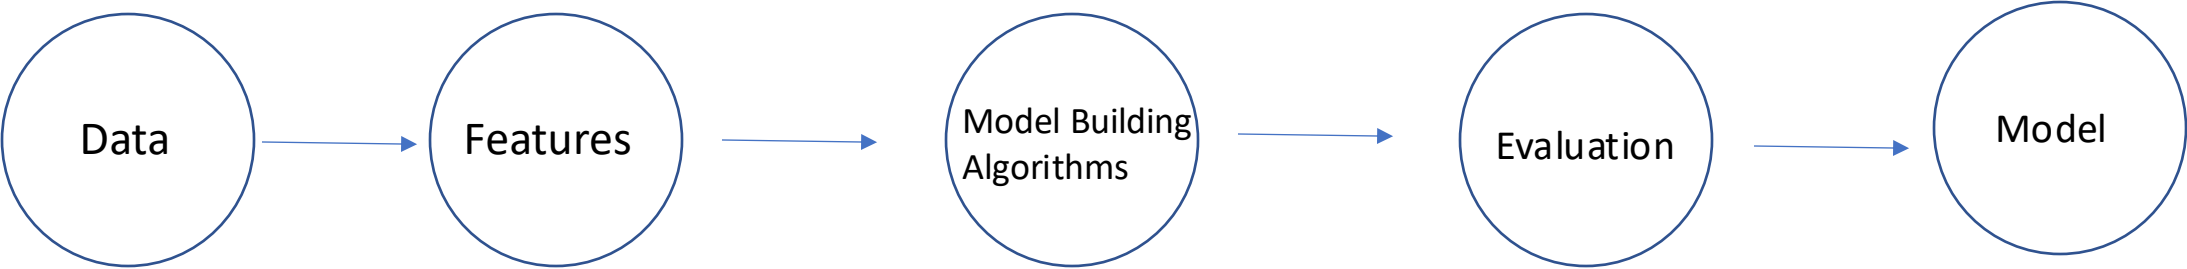 Data
Features
Model Building
Algorithms
Evaluation
Model